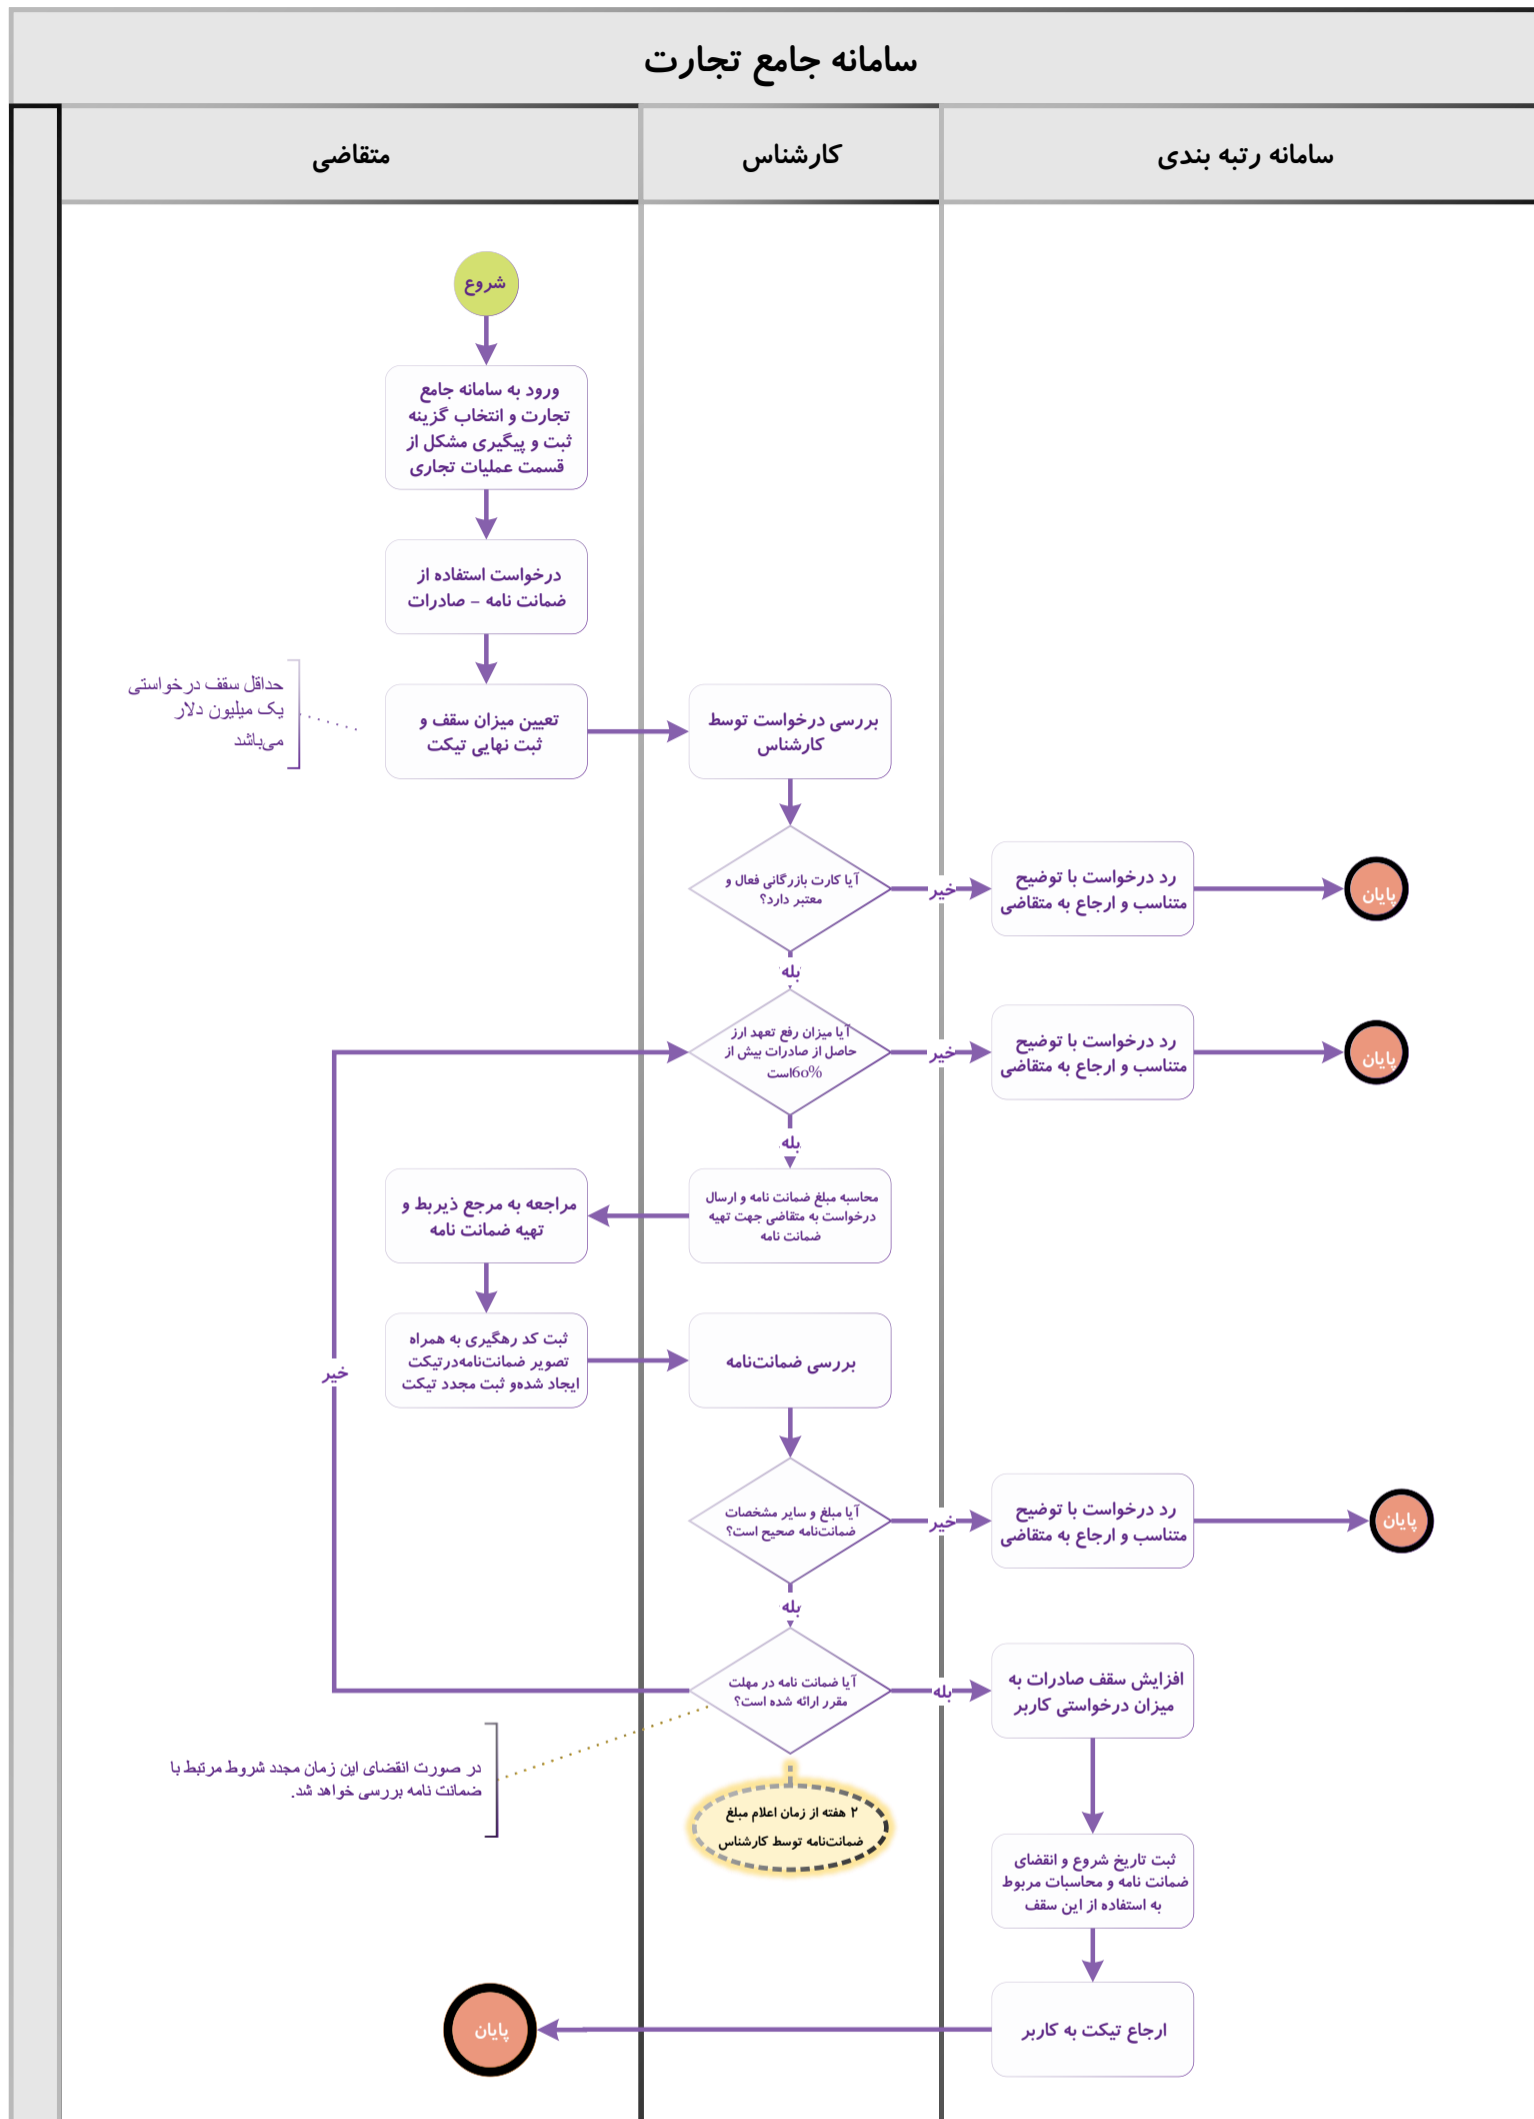 سامانه جامع تجارت
سامانه رتبه بندی
کارشناس
متقاضی
شروع
ورود به سامانه جامع
تجارت و انتخاب گزینه
ثبت و پیگیری مشکل از
قسمت عملیات تجاری
درخواست استفاده از
ضمانت نامه – صادرات
تعیین میزان سقف و
ثبت نهایی تیکت
حداقل سقف درخواستی
یک میلیون دلار
می‌باشد
بررسی درخواست توسط
کارشناس
آیا کارت بازرگانی فعال و
معتبر دارد؟
خیر
رد درخواست با توضیح
متناسب و ارجاع به متقاضی
پایان
بله
آیا میزان رفع تعهد ارز
حاصل از صادرات بیش از
60%است
خیر
رد درخواست با توضیح
متناسب و ارجاع به متقاضی
پایان
بله
محاسبه مبلغ ضمانت نامه و ارسال
درخواست به متقاضی جهت تهیه
ضمانت نامه
مراجعه به مرجع ذیربط و
تهیه ضمانت نامه
ثبت کد رهگیری به همراه
تصویر ضمانت‌نامه‌درتیکت
ایجاد شده‌و ثبت مجدد تیکت
بررسی ضمانت‌نامه
آیا مبلغ و سایر مشخصات
ضمانت‌نامه صحیح است؟
خیر
رد درخواست با توضیح
متناسب و ارجاع به متقاضی
پایان
بله
آیا ضمانت نامه در مهلت
مقرر ارائه شده است؟
خیر
بله
در صورت انقضای این زمان مجدد شروط مرتبط با
ضمانت نامه بررسی خواهد شد.
۲ هفته از زمان اعلام مبلغ
ضمانت‌نامه توسط کارشناس
افزایش سقف صادرات به
میزان درخواستی کاربر
ثبت تاریخ شروع و انقضای
ضمانت نامه و محاسبات مربوط
به استفاده از این سقف
ارجاع تیکت به کاربر
پایان